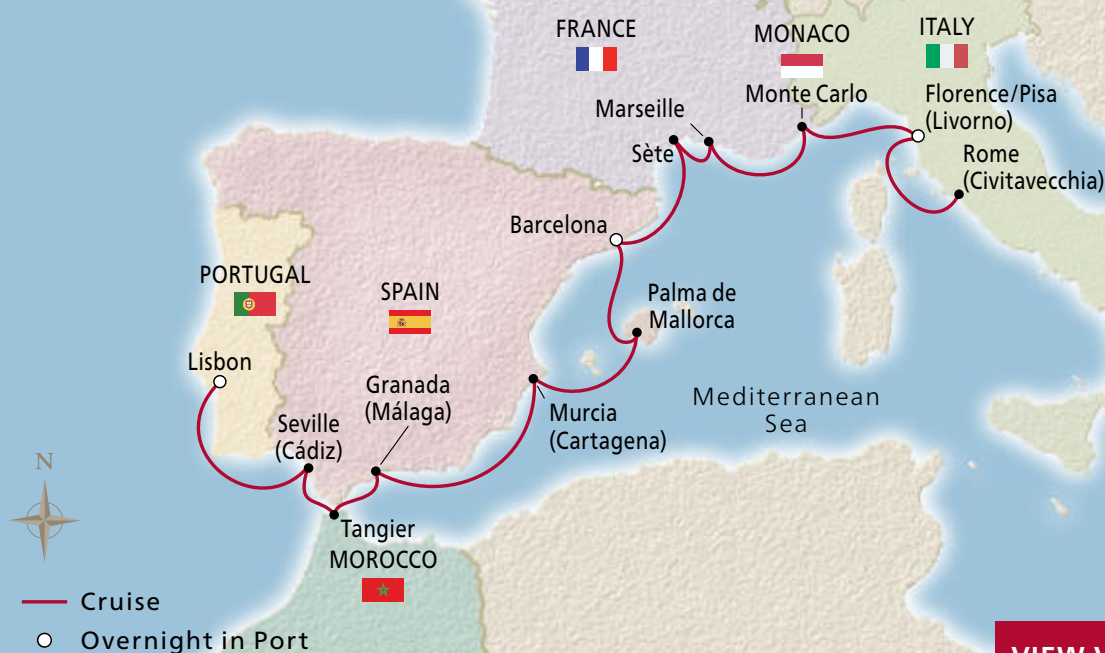 FRANCE
MONACO
ITALY
Marseille
Monte Carlo
Florence/Pisa
(Livorno)
Sète
Rome
(Civitavecchia)
Barcelona
PORTUGAL
SPAIN
Palma de
Mallorca
Lisbon
Granada
(Málaga)
Seville
(Cádiz)
Murcia
(Cartagena)
Mediterranean
Sea
N
Tangier
MOROCCO
Cruise
Overnight in Port
VIEW